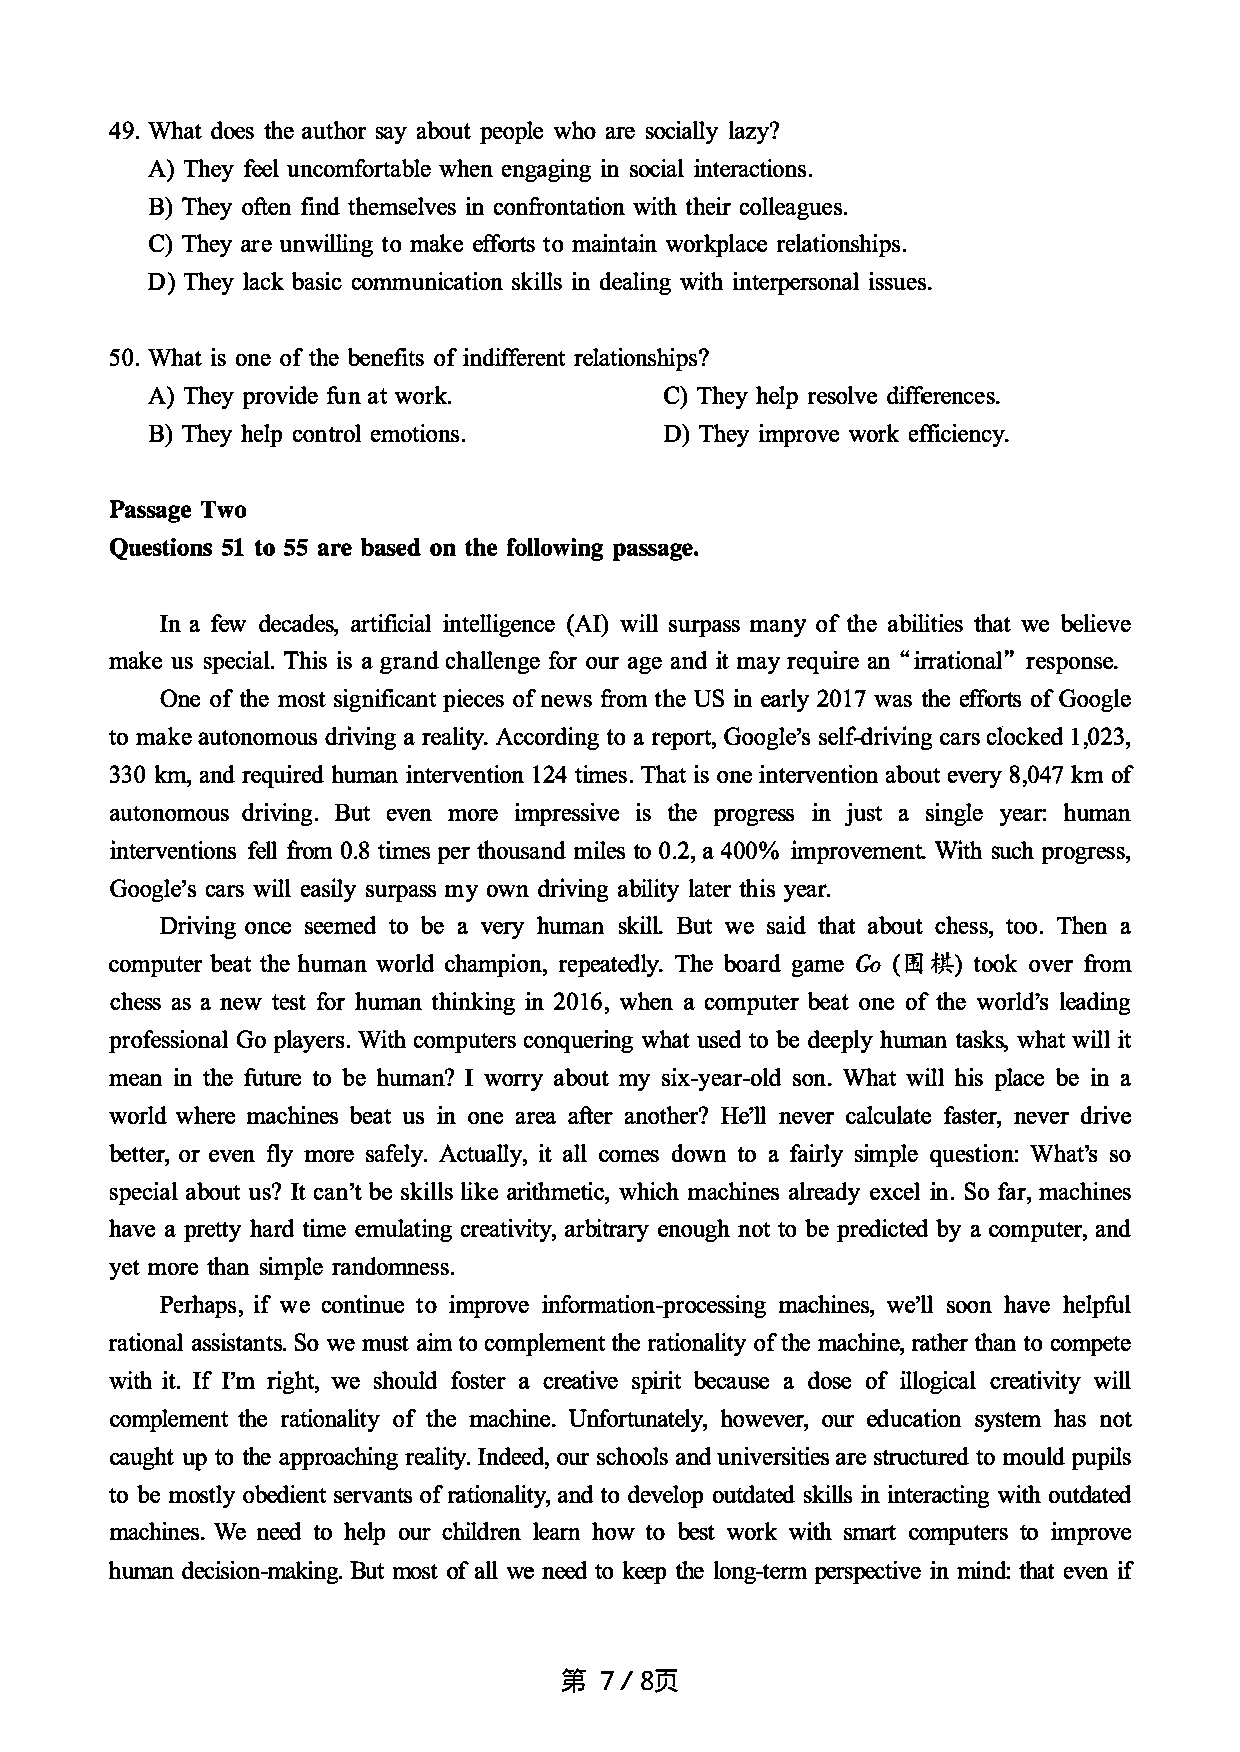 49. What does the author say about people who are socially lazy?
A) They feel uncomfortable when engaging in social interactions.
B) They often find themselves in confrontation with their colleagues.
C) They are unwilling to make efforts to maintain workplace relationships.
D) They lack basic communication skills in dealing with interpersonal issues.
50. What is one of the benefits of indifferent relationships?
A) They provide fun at work. C) They help resolve differences.
B) They help control emotions. D) They improve work efficiency.
Passage Two
Questions 51 to 55 are based on the following passage.
In a few decades, artificial intelligence (AI) will surpass many of the abilities that we believe
make us special. This is a grand challenge for our age and it may require an “irrational” response.
One of the most significant pieces of news from the US in early 2017 was the efforts of Google
to make autonomous driving a reality. According to a report, Google’s self-driving cars clocked 1,023,
330 km, and required human intervention 124 times. That is one intervention about every 8,047 km of
autonomous driving. But even more impressive is the progress in just a single year: human
interventions fell from 0.8 times per thousand miles to 0.2, a 400% improvement. With such progress,
Google’s cars will easily surpass my own driving ability later this year.
Driving once seemed to be a very human skill. But we said that about chess, too. Then a
computer beat the human world champion, repeatedly. The board game Go (围棋) took over from
chess as a new test for human thinking in 2016, when a computer beat one of the world’s leading
professional Go players. With computers conquering what used to be deeply human tasks, what will it
mean in the future to be human? I worry about my six-year-old son. What will his place be in a
world where machines beat us in one area after another? He’ll never calculate faster, never drive
better, or even fly more safely. Actually, it all comes down to a fairly simple question: What’s so
special about us? It can’t be skills like arithmetic, which machines already excel in. So far, machines
have a pretty hard time emulating creativity, arbitrary enough not to be predicted by a computer, and
yet more than simple randomness.
Perhaps, if we continue to improve information-processing machines, we’ll soon have helpful
rational assistants. So we must aim to complement the rationality of the machine, rather than to compete
with it. If I’m right, we should foster a creative spirit because a dose of illogical creativity will
complement the rationality of the machine. Unfortunately, however, our education system has not
caught up to the approaching reality. Indeed, our schools and universities are structured to mould pupils
to be mostly obedient servants of rationality, and to develop outdated skills in interacting with outdated
machines. We need to help our children learn how to best work with smart computers to improve
human decision-making. But most of all we need to keep the long-term perspective in mind: that even if
第 7 / 8页